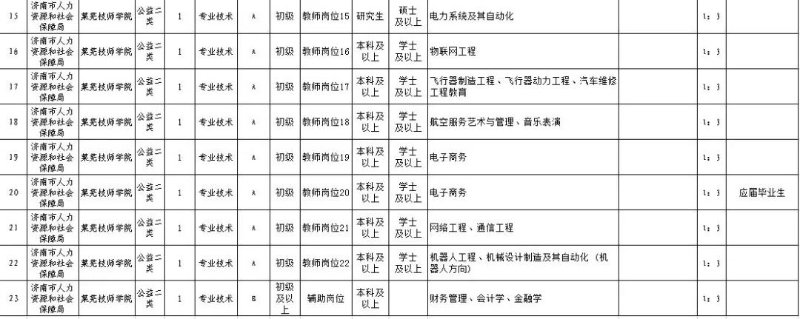 15 济南市人力资源和社会保障局 莱芜技师学院 公益二类 1 专业技术 A 初级 教师岗位15 研究生 硕士及以上 电力系统及其自动化 1：3
16 济南市人力资源和社会保障局 莱芜技师学院 公益二类 1 专业技术 A 初级 教师岗位16 本科及以上 学士及以上 物联网工程 1：3
17 济南市人力资源和社会保障局 莱芜技师学院 公益二类 1 专业技术 A 初级 教师岗位17 本科及以上 学士及以上 飞行器制造工程、飞行器动力工程、汽车维修工程教育 1：3
18 济南市人力资源和社会保障局 莱芜技师学院 公益二类 1 专业技术 A 初级 教师岗位18 本科及以上 学士及以上 航空服务艺术与管理、音乐表演 1：3
19 济南市人力资源和社会保障局 莱芜技师学院 公益二类 1 专业技术 A 初级 教师岗位19 本科及以上 学士及以上 电子商务 1：3
20 济南市人力资源和社会保障局 莱芜技师学院 公益二类 1 专业技术 A 初级 教师岗位20 本科及以上 学士及以上 电子商务 1：3 应届毕业生
21 济南市人力资源和社会保障局 莱芜技师学院 公益二类 1 专业技术 A 初级 教师岗位21 本科及以上 学士及以上 网络工程、通信工程 1：3
22 济南市人力资源和社会保障局 莱芜技师学院 公益二类 1 专业技术 A 初级 教师岗位22 本科及以上 学士及以上 机器人工程、机械设计制造及其自动化（机器人方向） 1：3
23 济南市人力资源和社会保障局 莱芜技师学院 公益二类 1 专业技术 B 初级及以上 辅助岗位 本科及以上 财务管理、会计学、金融学 1：3